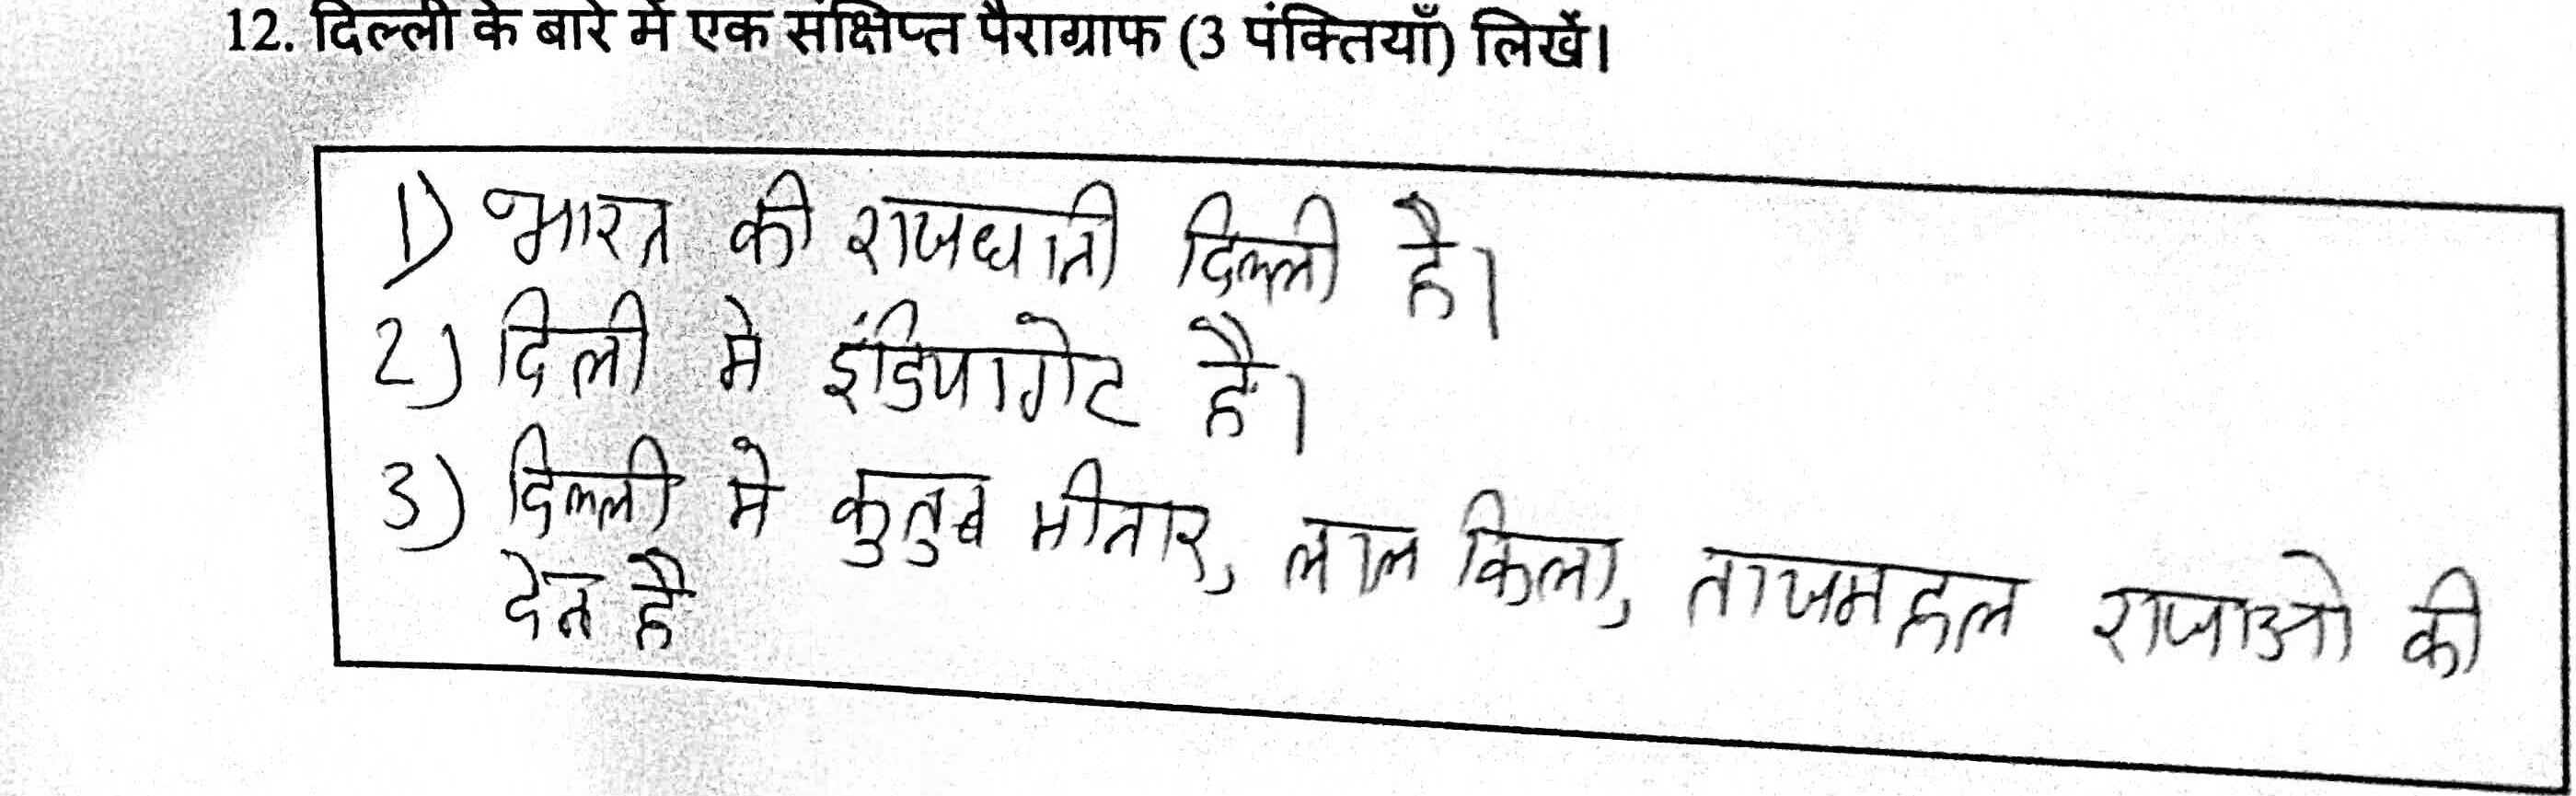 12. दिल्ली के बारे में एक संक्षिप्त पैराग्राफ (3 पंक्तियाँ) लिखें।
1) भारत की राजधानी दिल्ली है।
2) दिली मे इंडियागेट है।
3) दिल्ली मे कुतुब मीनार, लाल किला, ताजमहल राजाओ की
देन है